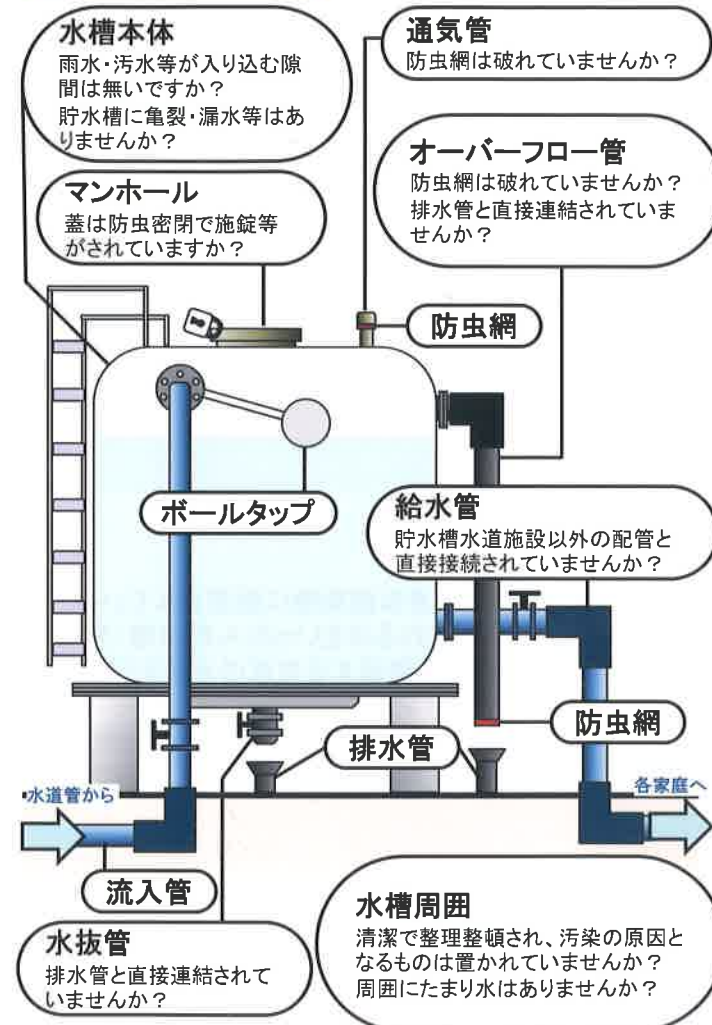 水槽本体
雨水・汚水等が入り込む隙
間は無いですか？
貯水槽に亀裂・漏水等はあ
りませんか？
通気管
防虫網は破れていませんか？
オーバーフロー管
防虫網は破れていませんか？
排水管と直接連結されていま
せんか？
マンホール
蓋は防虫密閉で施錠等
がされていますか？
防虫網
ボールタップ
給水管
貯水槽水道施設以外の配管と
直接接続されていませんか？
防虫網
排水管
水道管から
各家庭へ
流入管
水抜管
排水管と直接連結されて
いませんか？
水槽周囲
清潔で整理整頓され、汚染の原因と
なるものは置かれていませんか？
周囲にたまり水はありませんか？